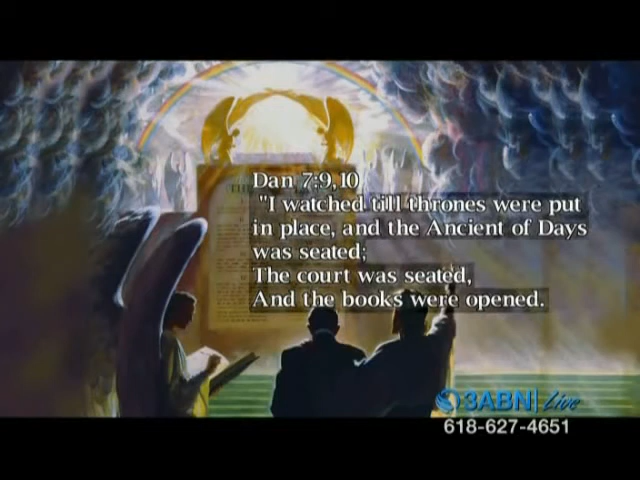 Dan 7:9,10
"I watched till thrones were put
in place, and the Ancient of Days
was seated;
The court was seated,
And the books were opened.
3ABN Live
618-627-4651